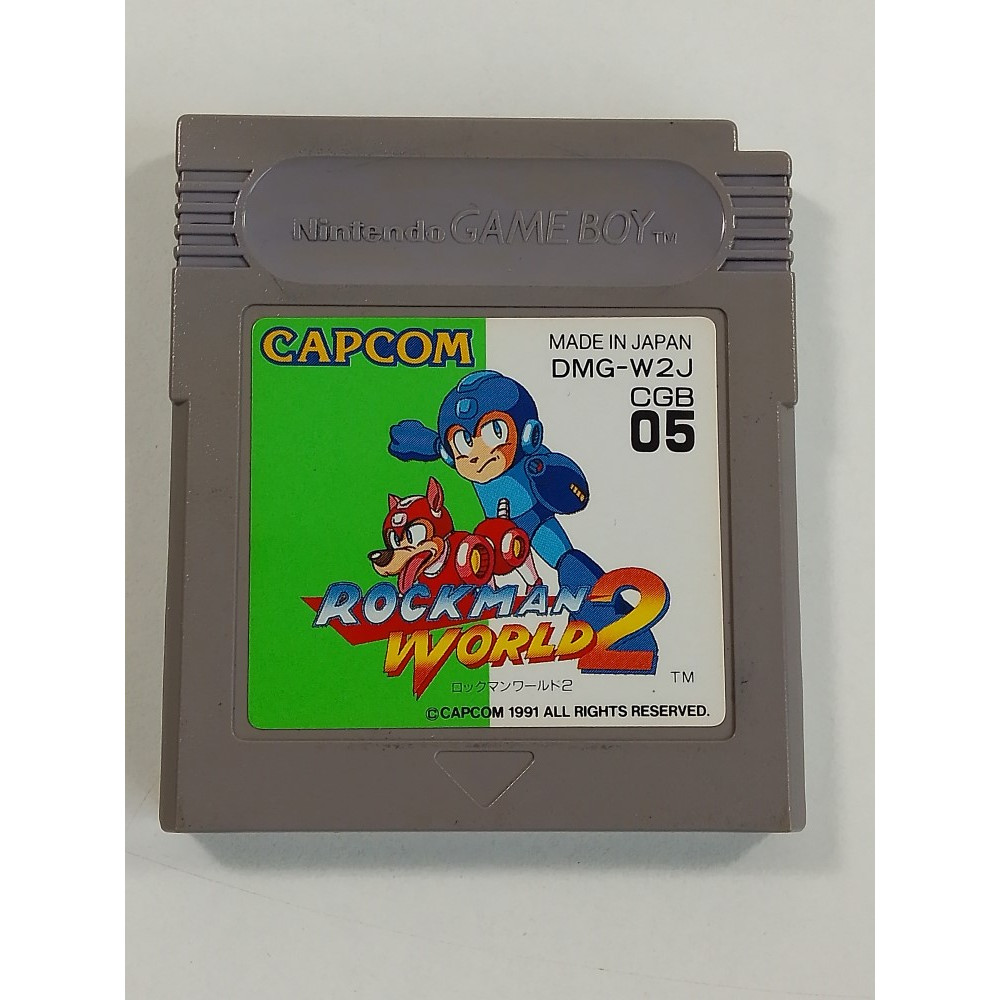 Nintendo GAME BOY TM
CAPCOM
MADE IN JAPAN
DMG-W2J
CGB
05
ROCKMAN
WORLD 2
TM
ロックマンワールド2
©CAPCOM 1991 ALL RIGHTS RESERVED.